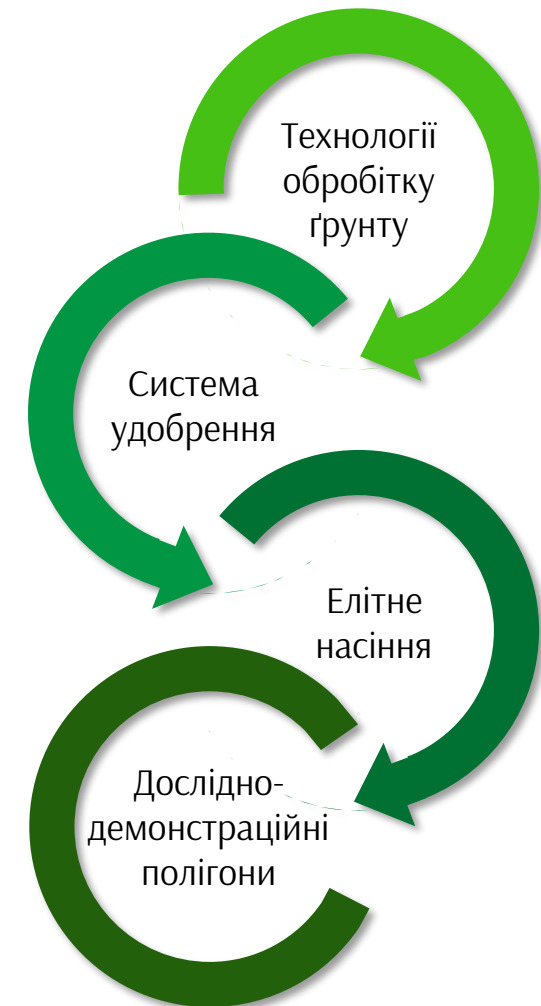 Технології
обробітку
ґрунту
Система
удобрення
Елітне
насіння
Дослідно-
демонстраційні
полігони